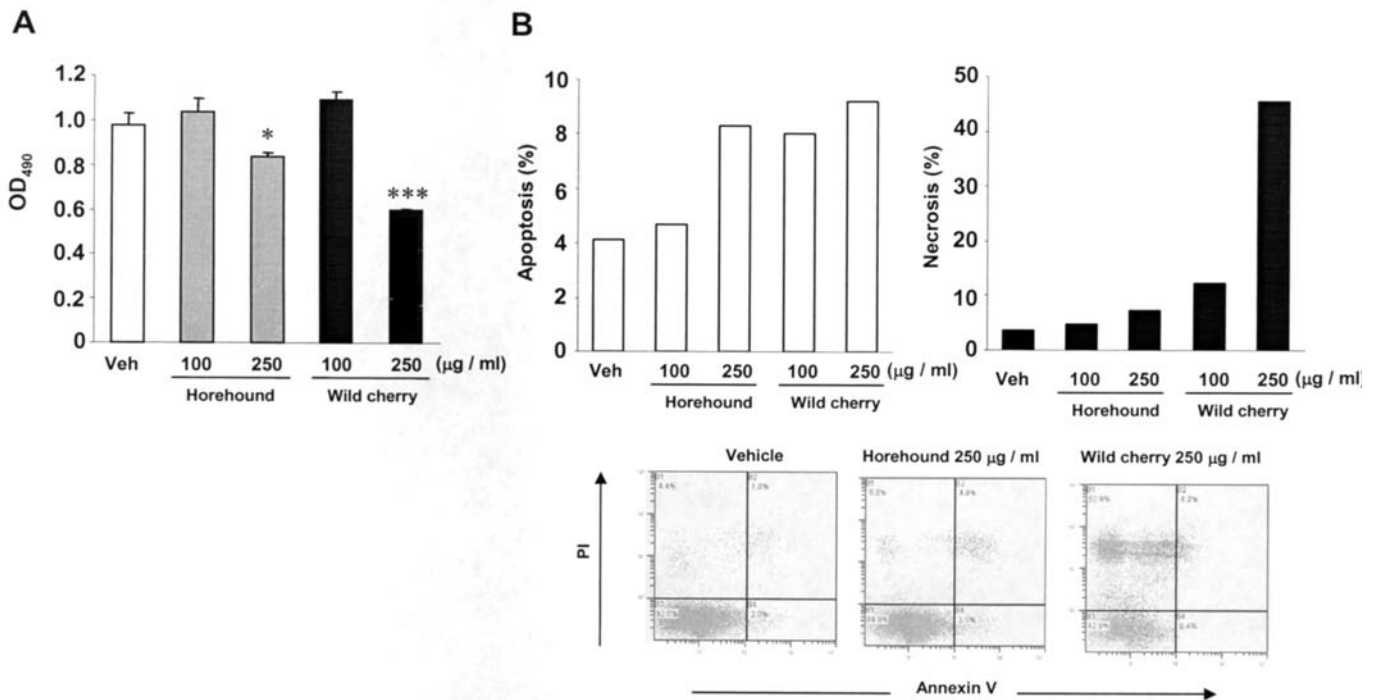 A
B
1.2
1.0
0.8
0.6
0.4
0.2
0
OD490
*
***
Veh 100 250 100 250 (μg / ml)
Horehound Wild cherry
10
8
6
4
2
0
Apoptosis (%)
Veh 100 250 100 250 (μg / ml)
Horehound Wild cherry
50
40
50
20
10
0
Necrosis (%)
Veh 100 250 100 250 (μg / ml)
Horehound Wild cherry
Vehicle Horehound 250 μg / ml Wild cherry 250 μg / ml
PI
Annexin V